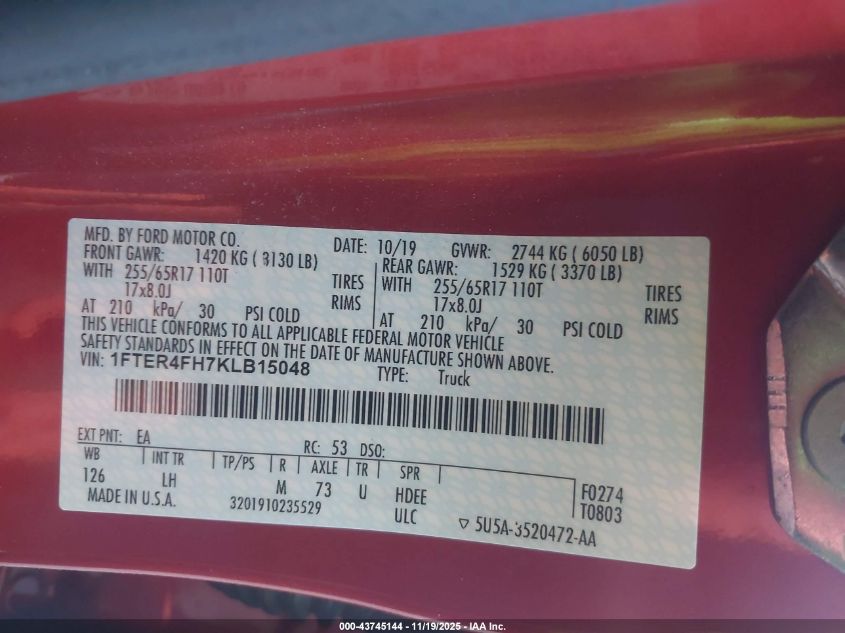 MFD. BY FORD MOTOR CO. DATE: 10/19 GVWR: 2744 KG ( 6050 LB)
FRONT GAWR: 1420 KG ( 3130 LB) REAR GAWR: 1529 KG ( 3370 LB)
WITH 255/65R17 110T TIRES WITH 255/65R17 110T TIRES
17x8.0J RIMS 17x8.0J RIMS
AT 210 kPa/ 30 PSI COLD AT 210 kPa/ 30 PSI COLD
THIS VEHICLE CONFORMS TO ALL APPLICABLE FEDERAL MOTOR VEHICLE
SAFETY STANDARDS IN EFFECT ON THE DATE OF MANUFACTURE SHOWN ABOVE.
VIN: 1FTER4FH7KLB15048 TYPE: Truck
EXT PNT: EA RC: 53 DSO:
WB INT TR TP/PS R AXLE TR SPR
126 LH M 73 U HDEE F0274
MADE IN U.S.A. 3201910235529 ULC T0803
5U5A-3520472-AA
000-43745144 - 11/19/2025 - IAA Inc.